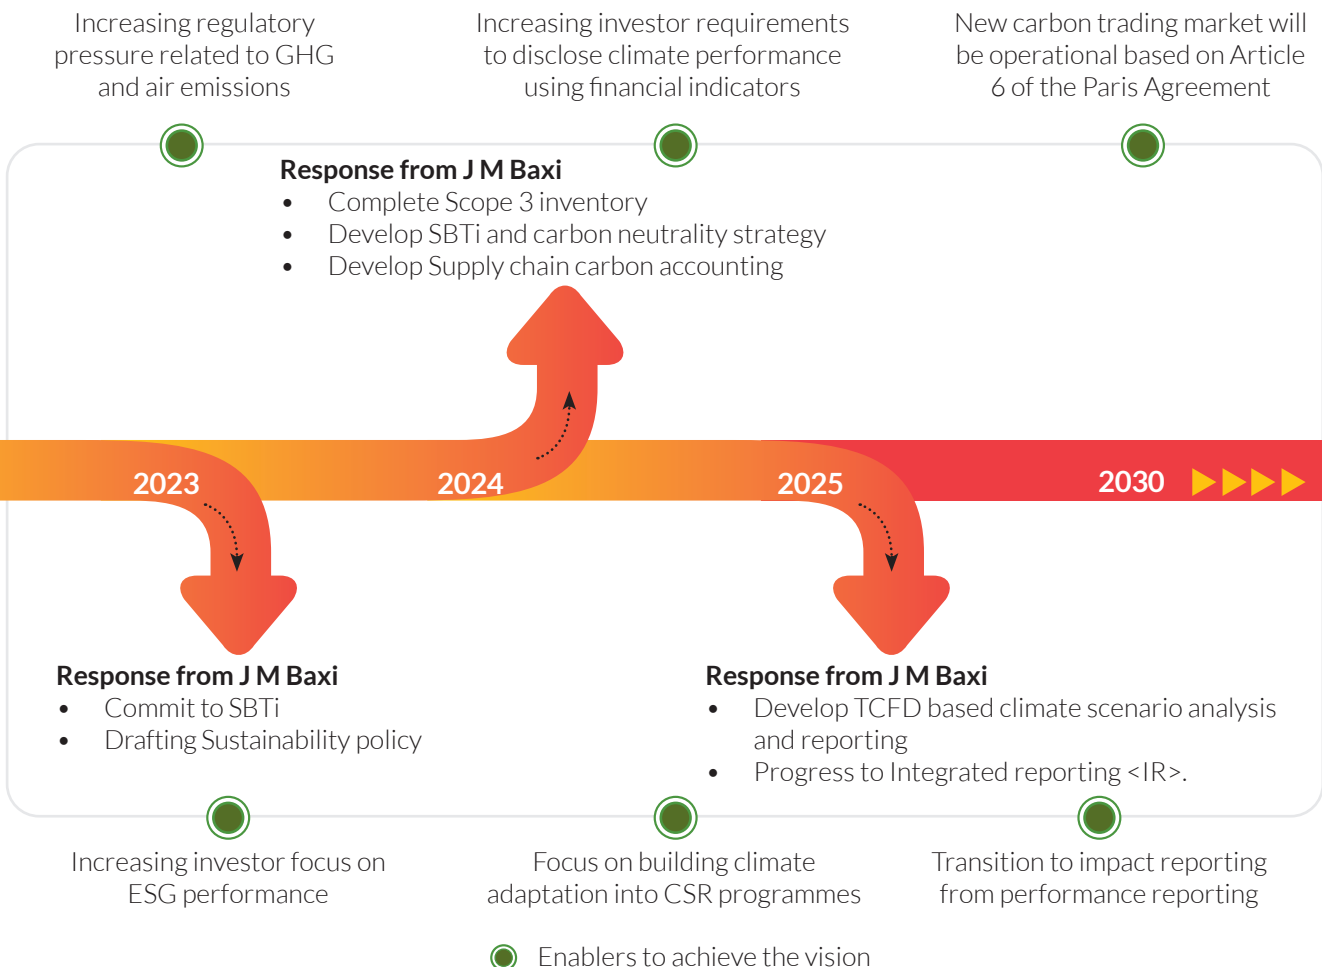 Increasing regulatory
pressure related to GHG
and air emissions
Increasing investor requirements
to disclose climate performance
using financial indicators
New carbon trading market will
be operational based on Article
6 of the Paris Agreement
Response from J M Baxi
• Complete Scope 3 inventory
• Develop SBTi and carbon neutrality strategy
• Develop Supply chain carbon accounting
2023
2024
2025
2030
Response from J M Baxi
• Commit to SBTi
• Drafting Sustainability policy
Response from J M Baxi
• Develop TCFD based climate scenario analysis
and reporting
• Progress to Integrated reporting <IR>.
Increasing investor focus on
ESG performance
Focus on building climate
adaptation into CSR programmes
Transition to impact reporting
from performance reporting
Enablers to achieve the vision